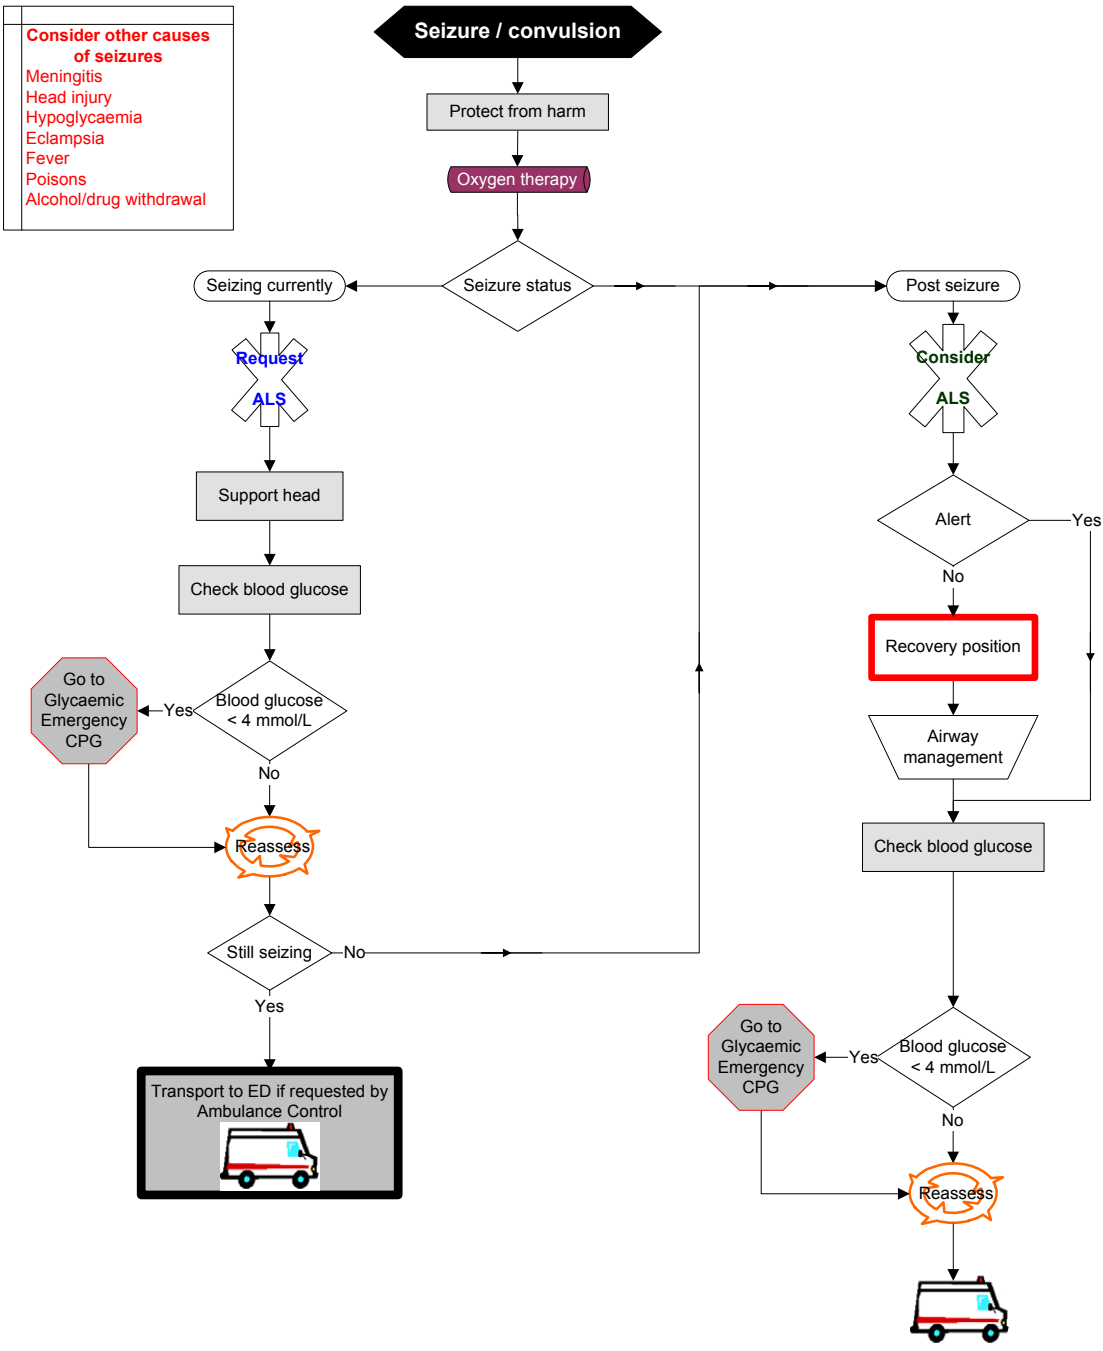 Seizure / convulsion
Consider other causes
of seizures
Meningitis
Head injury
Hypoglycaemia
Eclampsia
Fever
Poisons
Alcohol/drug withdrawal
Protect from harm
Oxygen therapy
Seizure status
Seizing currently
Post seizure
Request
ALS
Consider
ALS
Support head
Alert
Yes
No
Check blood glucose
Recovery position
Go to
Glycaemic
Emergency
CPG
Yes
Blood glucose
< 4 mmol/L
No
Airway
management
Reassess
Check blood glucose
Still seizing
No
Yes
Transport to ED if requested by
Ambulance Control
Go to
Glycaemic
Emergency
CPG
Yes
Blood glucose
< 4 mmol/L
No
Reassess